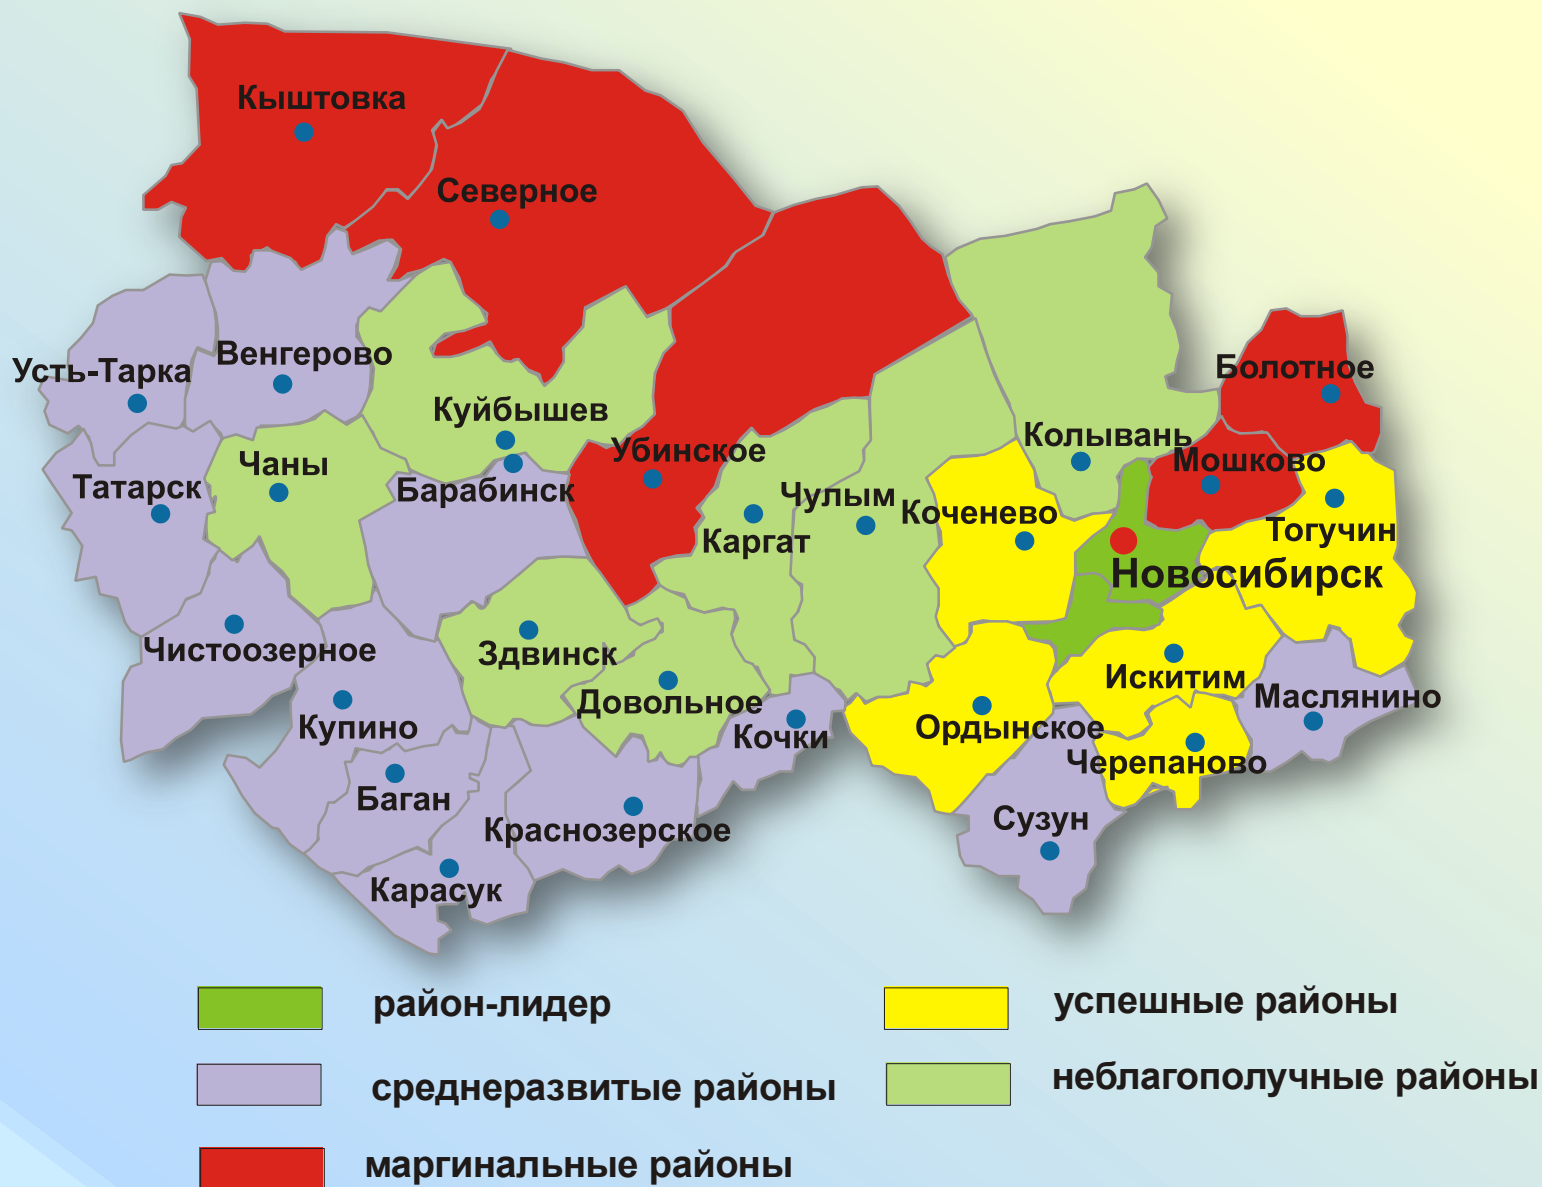 Кыштовка
Северное
Венгерово
Усть-Тарка
Болотное
Куйбышев
Колывань
Убинское
Мошково
Чаны
Татарск
Барабинск
Чулым
Коченево
Каргат
Тогучин
Новосибирск
Чистоозерное
Здвинск
Искитим
Довольное
Маслянино
Купино
Кочки
Ордынское
Черепаново
Баган
Сузун
Краснозерское
Карасук
район-лидер
успешные районы
среднеразвитые районы
неблагополучные районы
маргинальные районы